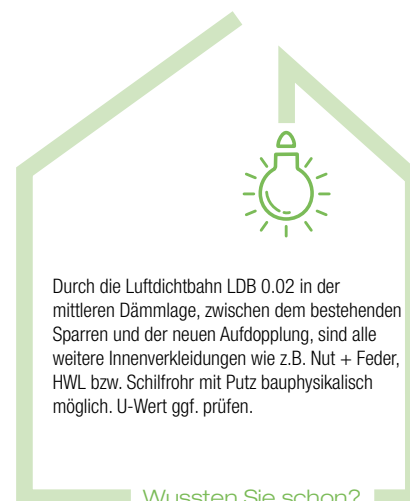 Durch die Luftdichtbahn LDB 0.02 in der
mittleren Dämmlage, zwischen dem bestehenden
Sparren und der neuen Aufdopplung, sind alle
weitere Innenverkleidungen wie z.B. Nut + Feder,
HWL bzw. Schilfrohr mit Putz bauphysikalisch
möglich. U-Wert ggf. prüfen.
Wussten Sie schon?